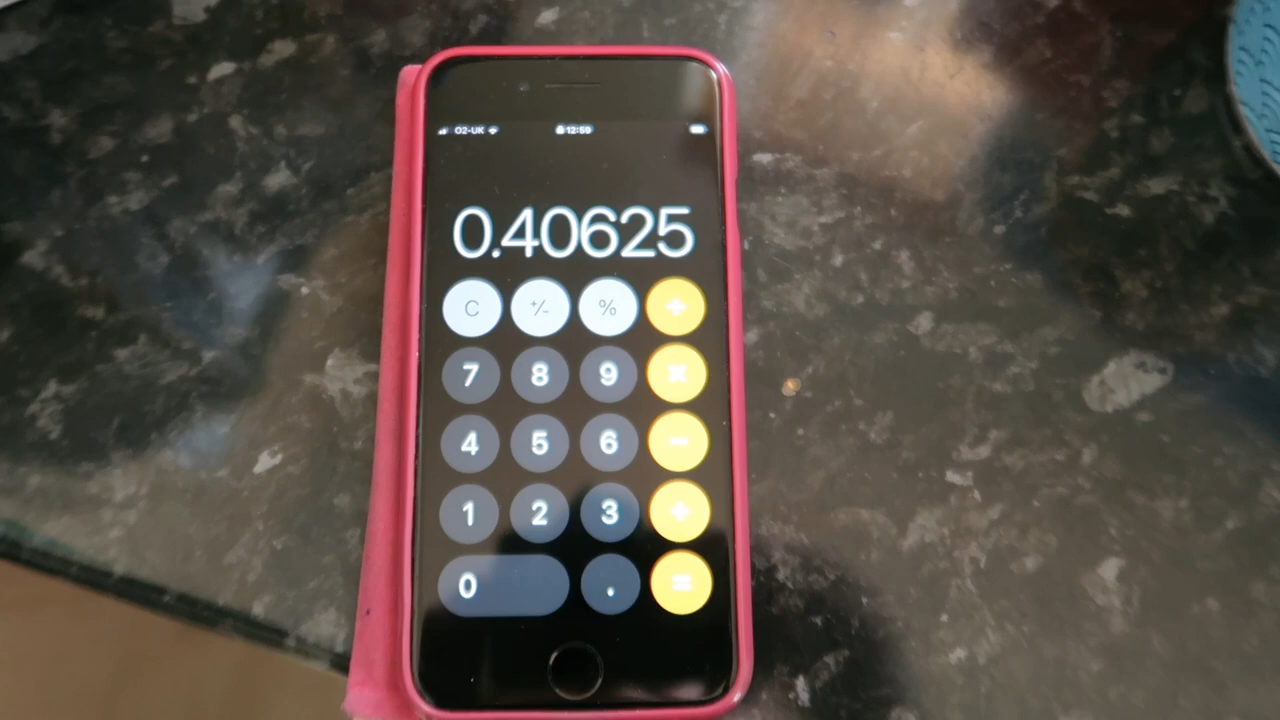 O2-UK 12:59
0.40625
C +/- % ÷
7 8 9 ×
4 5 6 −
1 2 3 +
0 . =